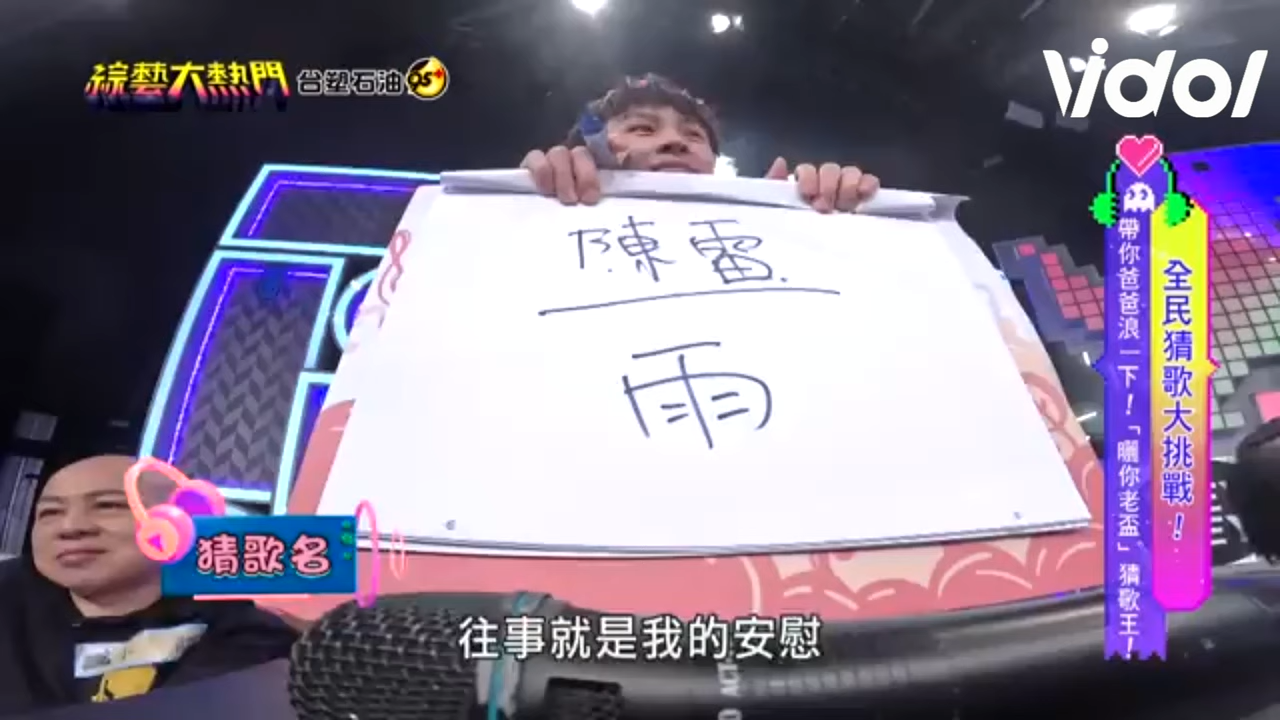 綜藝大熱門 台塑石油 95+
Vidol
陳雷
雨
全民猜歌大挑戰！
帶你爸爸浪一下！「曬你老盃」猜歌王！
猜歌名
往事就是我的安慰